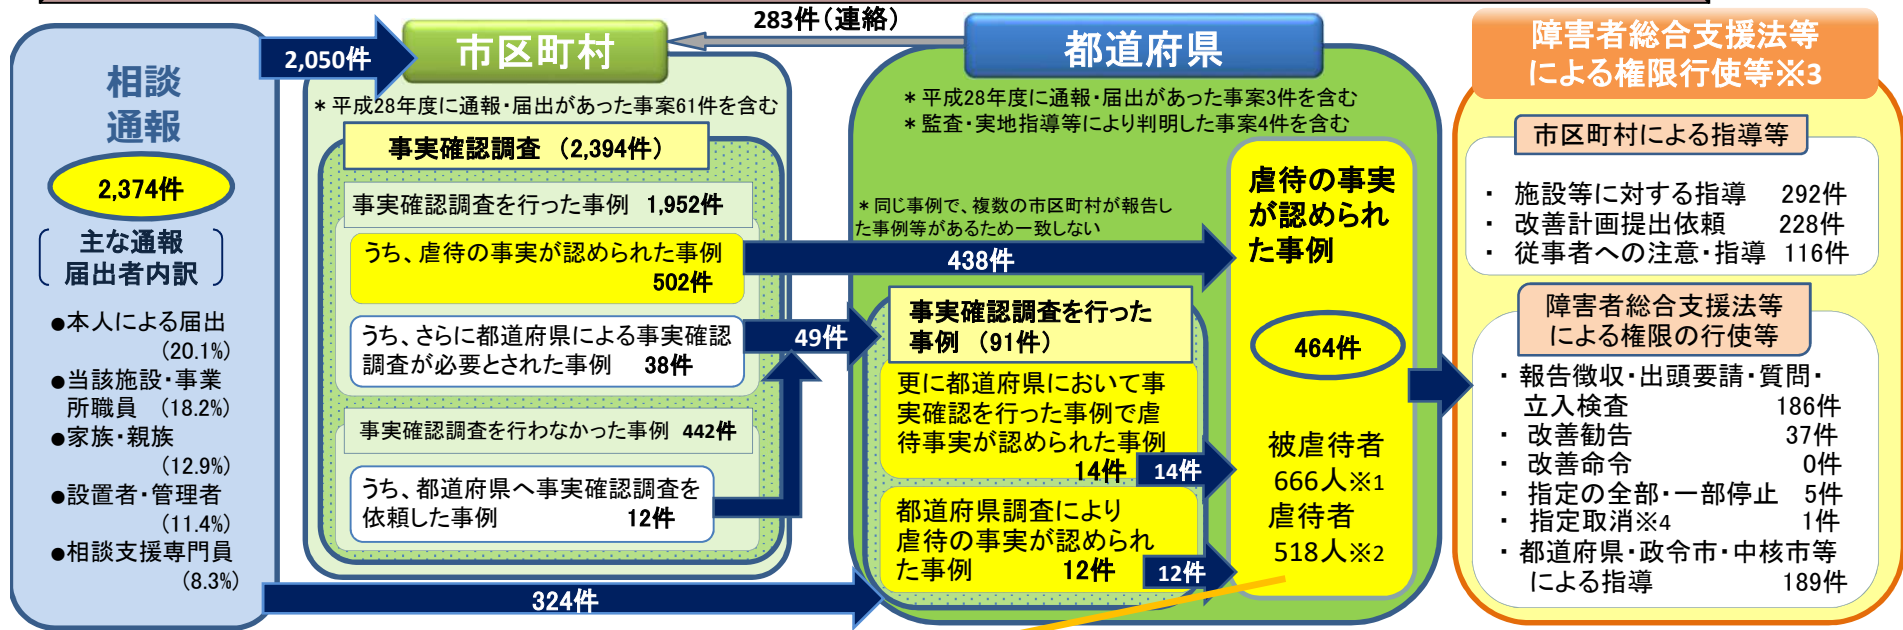 283件（連絡）
相談
通報
2,374件
主な通報
届出者内訳
●本人による届出
(20.1%)
●当該施設・事業
所職員 (18.2%)
●家族・親族
(12.9%)
●設置者・管理者
(11.4%)
●相談支援専門員
(8.3%)
2,050件
324件
市区町村
＊平成28年度に通報・届出があった事案61件を含む
事実確認調査 （2,394件）
事実確認調査を行った事例 1,952件
うち、虐待の事実が認められた事例
502件
うち、さらに都道府県による事実確認
調査が必要とされた事例 38件
事実確認調査を行わなかった事例 442件
うち、都道府県へ事実確認調査を
依頼した事例 12件
438件
49件
都道府県
＊平成28年度に通報・届出があった事案3件を含む
＊監査・実地指導等により判明した事案4件を含む
＊同じ事例で、複数の市区町村が報告し
た事例等があるため一致しない
事実確認調査を行った
事例 （91件）
更に都道府県において事
実確認を行った事例で虐
待事実が認められた事例
14件
14件
都道府県調査により
虐待の事実が認められ
た事例 12件
12件
虐待の事実
が認められ
た事例
464件
被虐待者
666人※1
虐待者
518人※2
障害者総合支援法等
による権限行使等※3
市区町村による指導等
・ 施設等に対する指導 292件
・ 改善計画提出依頼 228件
・ 従事者への注意・指導 116件
障害者総合支援法等
による権限の行使等
・報告徴収・出頭要請・質問・
立入検査 186件
・ 改善勧告 37件
・ 改善命令 0件
・ 指定の全部・一部停止 5件
・ 指定取消※4 1件
・都道府県・政令市・中核市等
による指導 189件